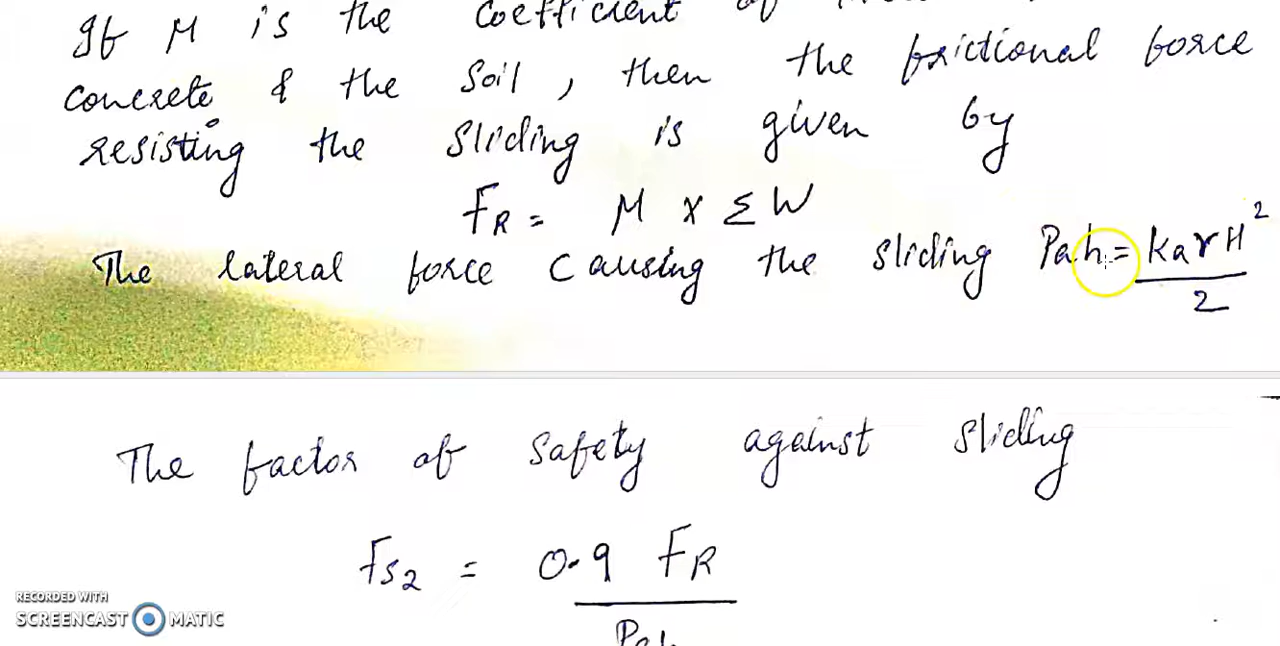 If μ is the coefficient of
concrete & the soil, then the frictional force
resisting the sliding is given by
FR = μ x ΣW
The lateral force causing the sliding Pah = kaγH²/2
The factor of safety against sliding
FS2 = 0.9 FR
Pah
RECORDED WITH
SCREENCAST MATIC